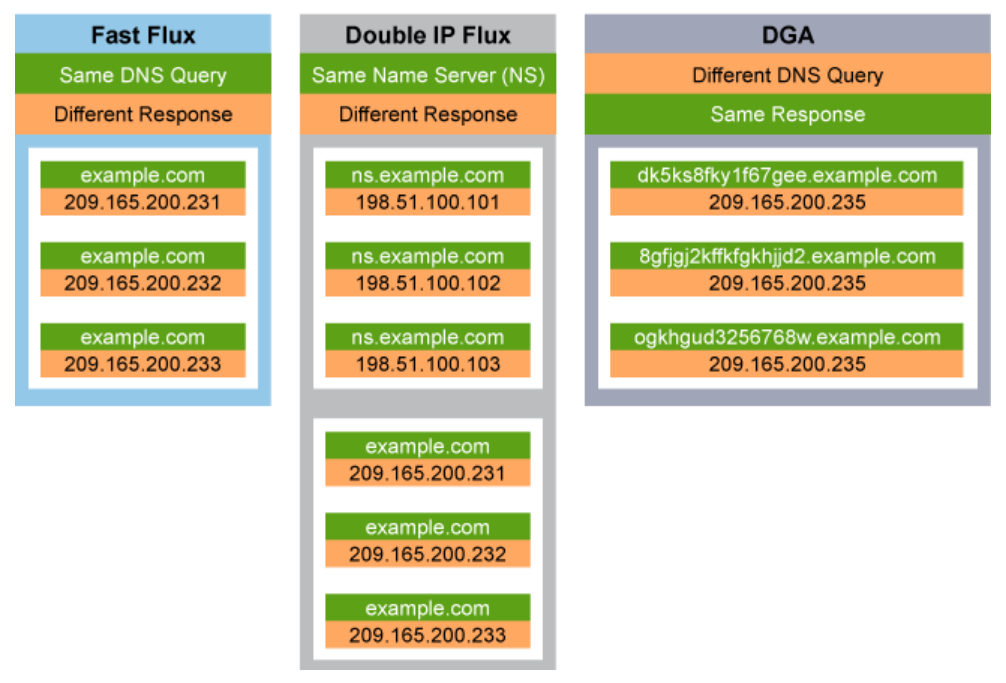 Fast Flux
Same DNS Query
Different Response
example.com
209.165.200.231
example.com
209.165.200.232
example.com
209.165.200.233
Double IP Flux
Same Name Server (NS)
Different Response
ns.example.com
198.51.100.101
ns.example.com
198.51.100.102
ns.example.com
198.51.100.103
example.com
209.165.200.231
example.com
209.165.200.232
example.com
209.165.200.233
DGA
Different DNS Query
Same Response
dk5ks8fky1f67gee.example.com
209.165.200.235
8gfjgj2kffkfgkhjjd2.example.com
209.165.200.235
ogkhgud3256768w.example.com
209.165.200.235